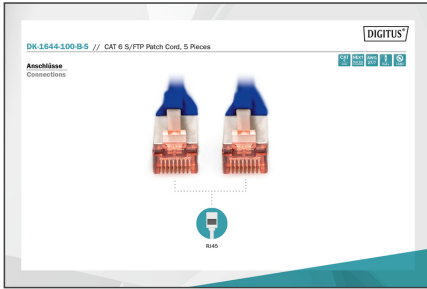 DIGITUS®
DK-1644-100-B-5 // CAT 6 S/FTP Patch Cord, 5 Pieces
Anschlüsse
Connections
RJ45